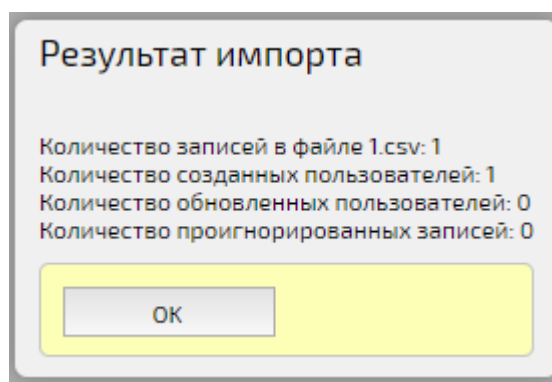 Результат импорта
Количество записей в файле 1.csv: 1
Количество созданных пользователей: 1
Количество обновленных пользователей: 0
Количество проигнорированных записей: 0
ОК